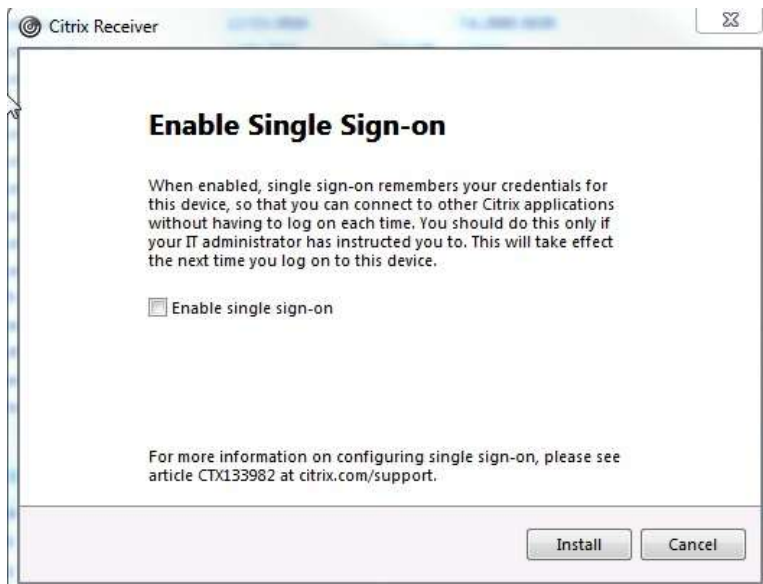 Citrix Receiver
Enable Single Sign-on
When enabled, single sign-on remembers your credentials for
this device, so that you can connect to other Citrix applications
without having to log on each time. You should do this only if
your IT administrator has instructed you to. This will take effect
the next time you log on to this device.
Enable single sign-on
For more information on configuring single sign-on, please see
article CTX133982 at citrix.com/support.
Install
Cancel